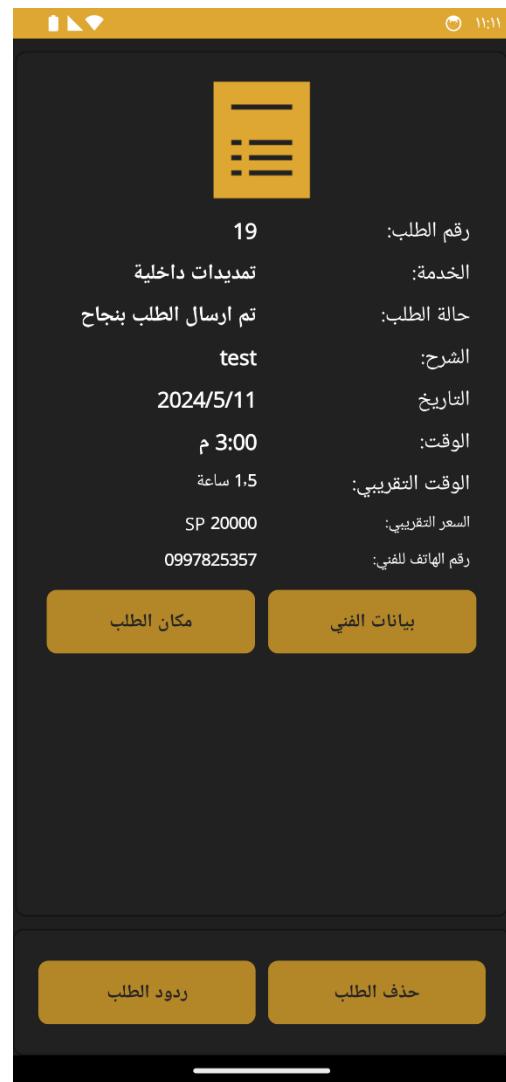 ١١:١١
رقم الطلب: 19
الخدمة: تمديدات داخلية
حالة الطلب: تم ارسال الطلب بنجاح
الشرح: test
التاريخ 2024/5/11
الوقت: 3:00 م
الوقت التقريبي: 1,5 ساعة
السعر التقريبي: 20000 SP
رقم الهاتف للفني: 0997825357
بيانات الفني مكان الطلب
حذف الطلب ردود الطلب